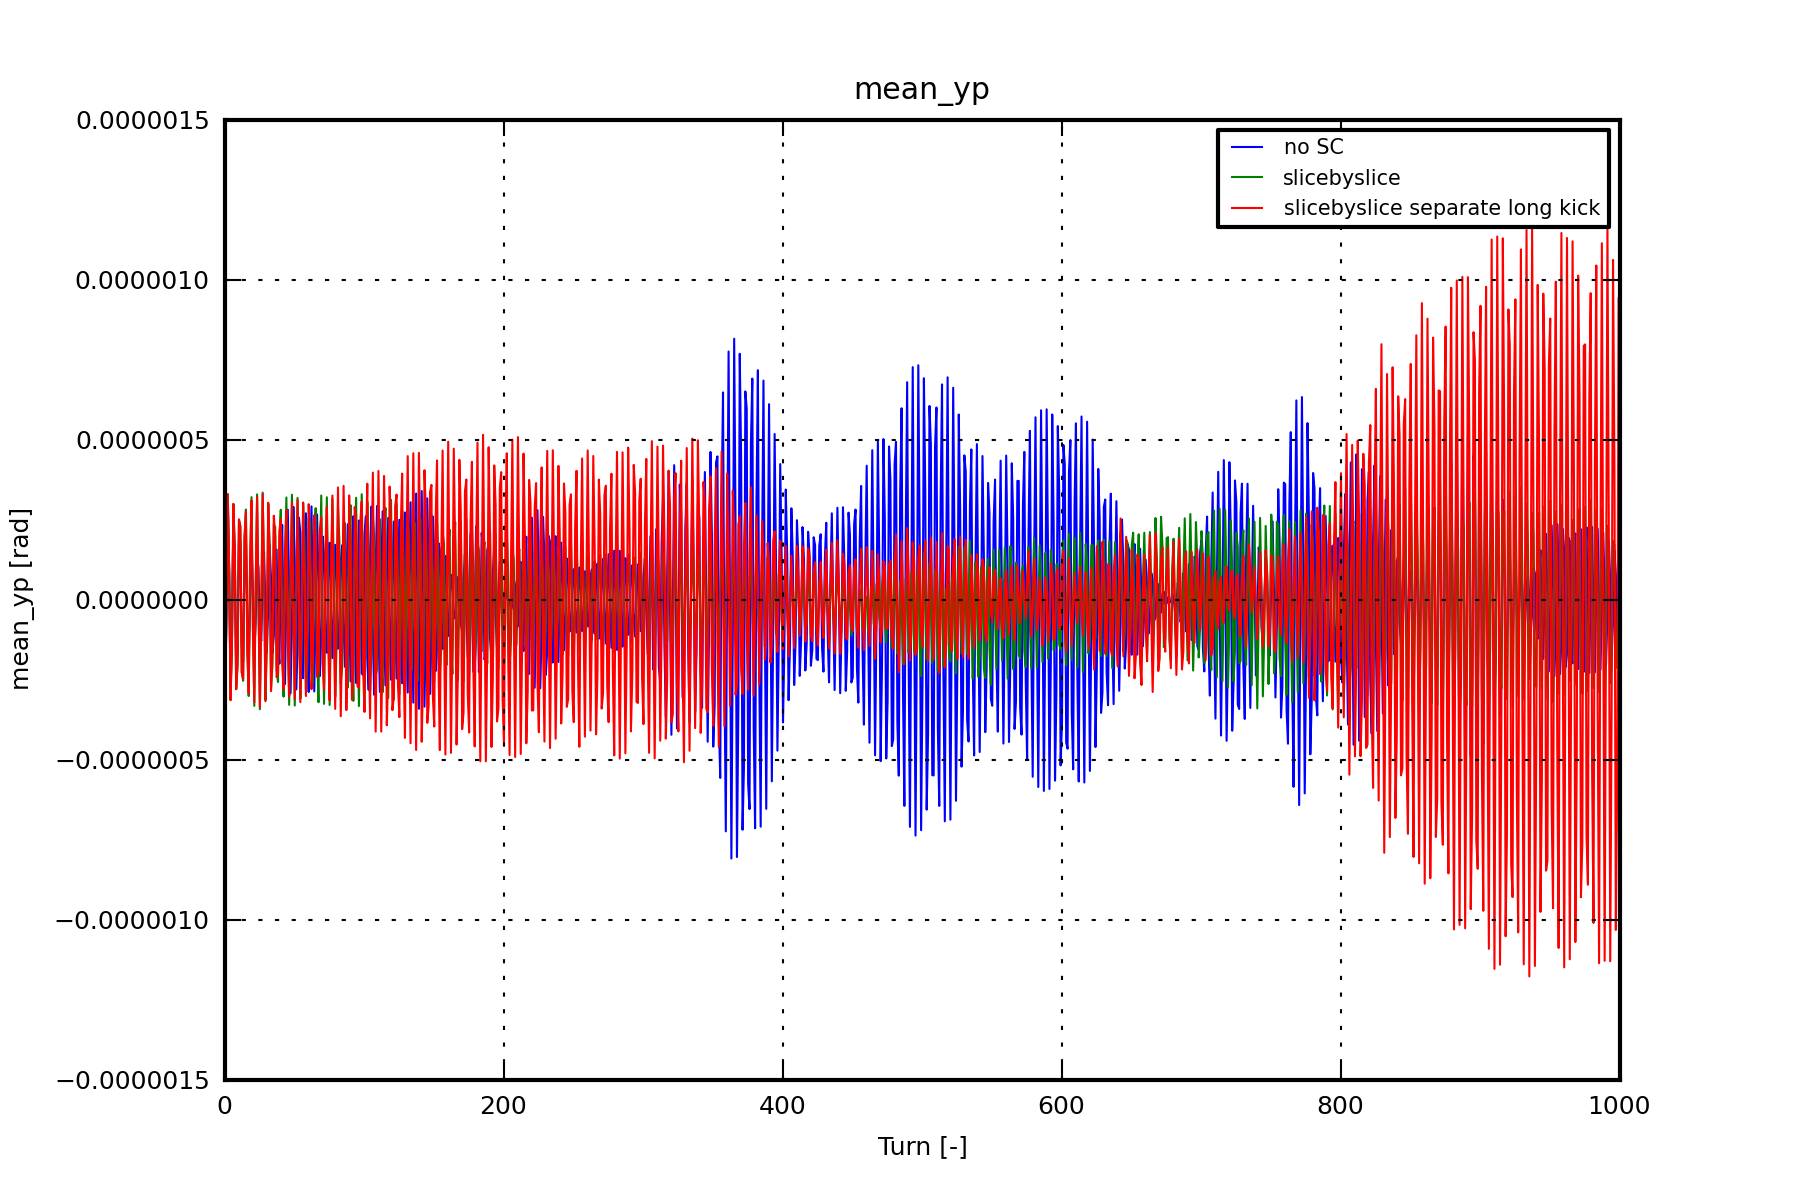 mean_yp
0.0000015
0.0000010
0.0000005
0.0000000
−0.0000005
−0.0000010
−0.0000015
mean_yp [rad]
no SC
slicebyslice
slicebyslice separate long kick
0 200 400 600 800 1000
Turn [-]